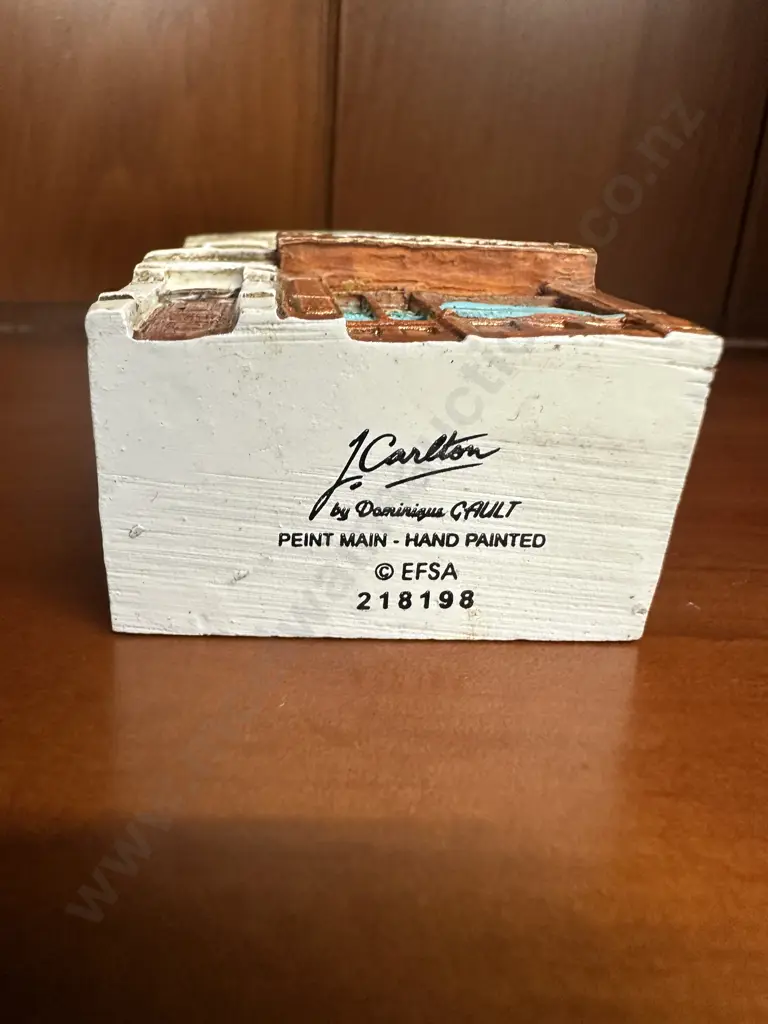 J. Carlton
by Dominique GAULT
PEINT MAIN - HAND PAINTED
© EFSA
218198